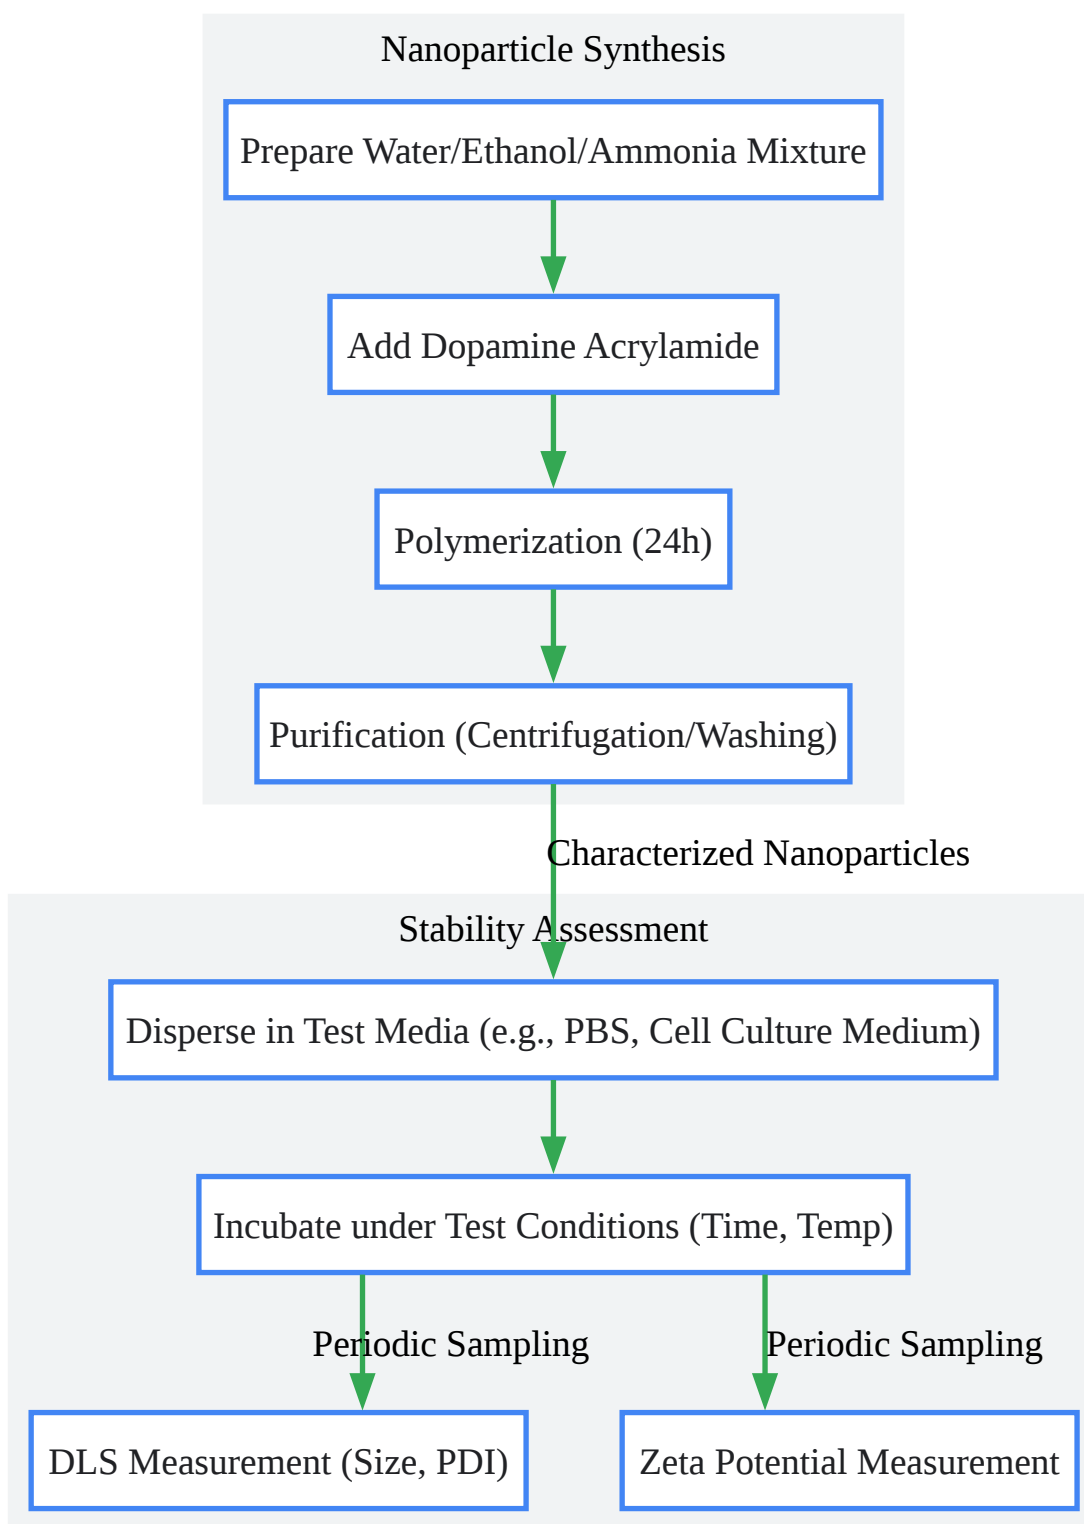 Nanoparticle Synthesis
Prepare Water/Ethanol/Ammonia Mixture
Add Dopamine Acrylamide
Polymerization (24h)
Purification (Centrifugation/Washing)
Characterized Nanoparticles
Stability Assessment
Disperse in Test Media (e.g., PBS, Cell Culture Medium)
Incubate under Test Conditions (Time, Temp)
Periodic Sampling
Periodic Sampling
DLS Measurement (Size, PDI)
Zeta Potential Measurement